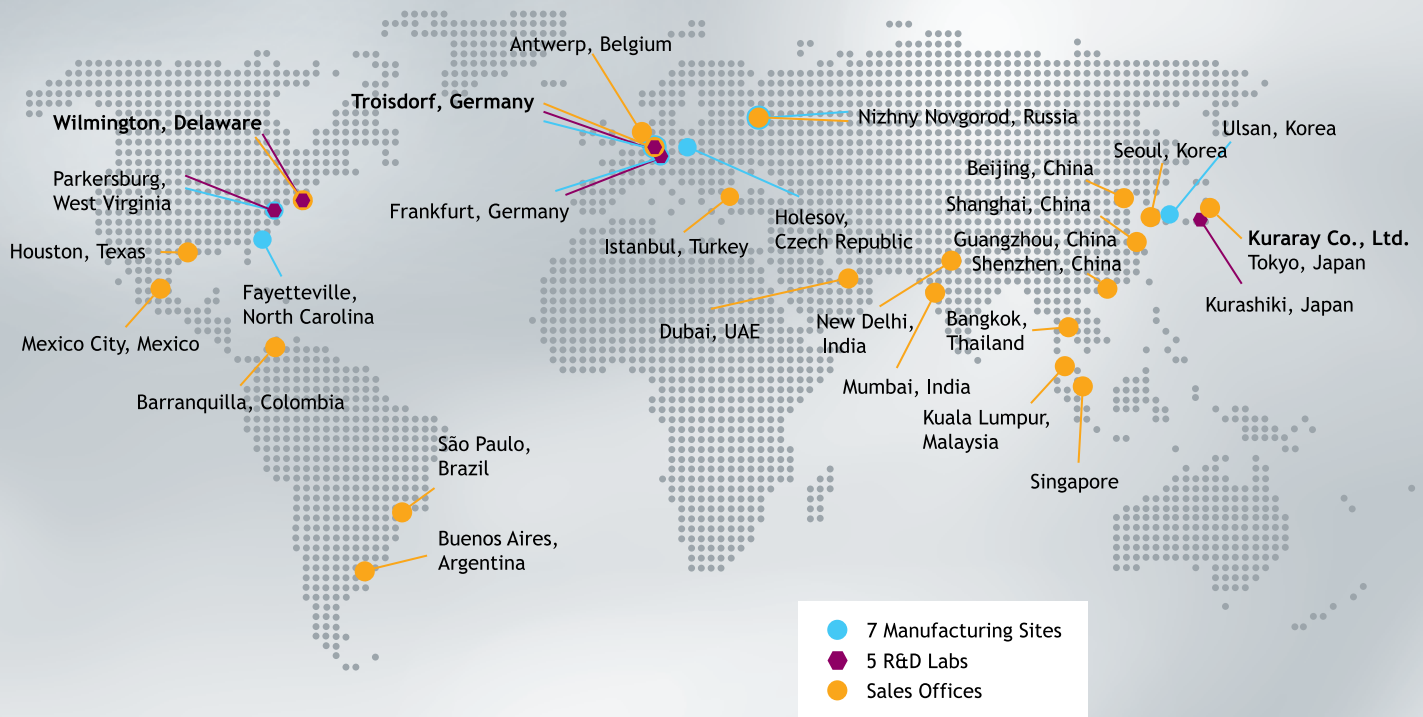 Antwerp, Belgium
Troisdorf, Germany
Wilmington, Delaware
Nizhny Novgorod, Russia
Ulsan, Korea
Seoul, Korea
Beijing, China
Parkersburg,
West Virginia
Shanghai, China
Frankfurt, Germany
Holesov,
Czech Republic
Istanbul, Turkey
Guangzhou, China
Shenzhen, China
Kuraray Co., Ltd.
Tokyo, Japan
Houston, Texas
Fayetteville,
North Carolina
Kurashiki, Japan
Mexico City, Mexico
Dubai, UAE
New Delhi,
India
Bangkok,
Thailand
Mumbai, India
Barranquilla, Colombia
Kuala Lumpur,
Malaysia
São Paulo,
Brazil
Singapore
Buenos Aires,
Argentina
7 Manufacturing Sites
5 R&D Labs
Sales Offices